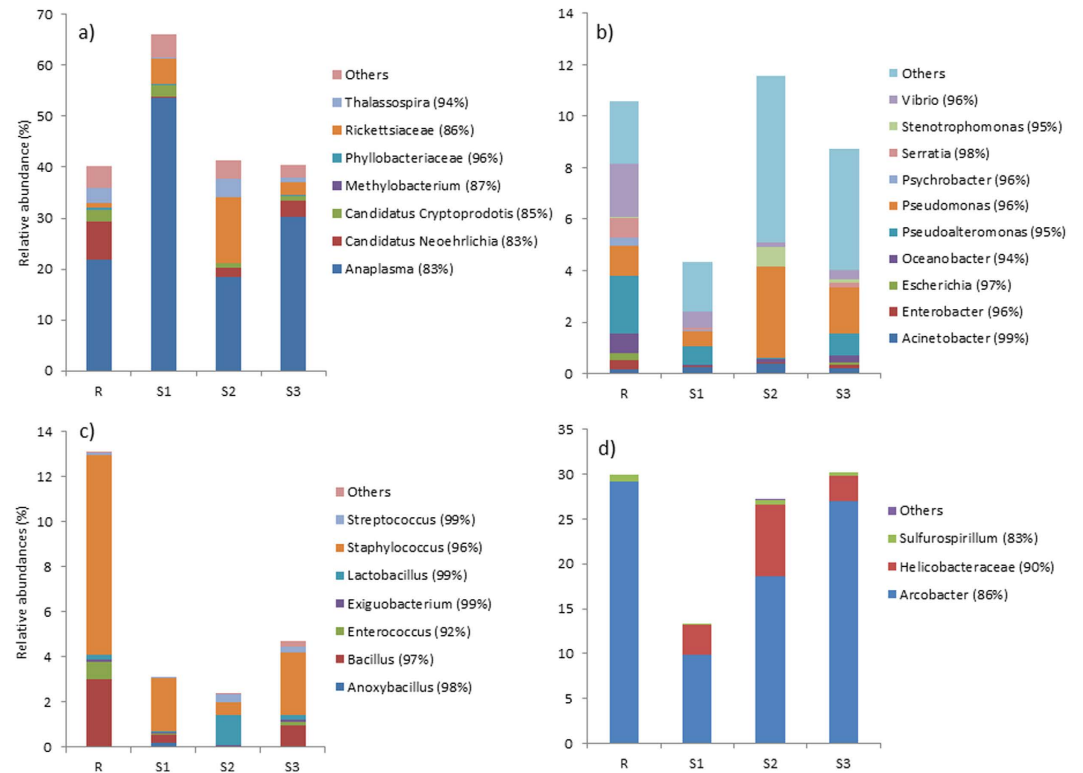 a)
Relative abundance (%)
70
60
50
40
30
20
10
0
R S1 S2 S3
Others
Thalassospira (94%)
Rickettsiaceae (86%)
Phyllobacteriaceae (96%)
Methylobacterium (87%)
Candidatus Cryptoprodotis (85%)
Candidatus Neoehrlichia (83%)
Anaplasma (83%)
b)
14
12
10
8
6
4
2
0
R S1 S2 S3
Others
Vibrio (96%)
Stenotrophomonas (95%)
Serratia (98%)
Psychrobacter (96%)
Pseudomonas (96%)
Pseudoalteromonas (95%)
Oceanobacter (94%)
Escherichia (97%)
Enterobacter (96%)
Acinetobacter (99%)
c)
Relative abundances (%)
14
12
10
8
6
4
2
0
R S1 S2 S3
Others
Streptococcus (99%)
Staphylococcus (96%)
Lactobacillus (99%)
Exiguobacterium (99%)
Enterococcus (92%)
Bacillus (97%)
Anoxybacillus (98%)
d)
35
30
25
20
15
10
5
0
R S1 S2 S3
Others
Sulfurospirillum (83%)
Helicobacteraceae (90%)
Arcobacter (86%)